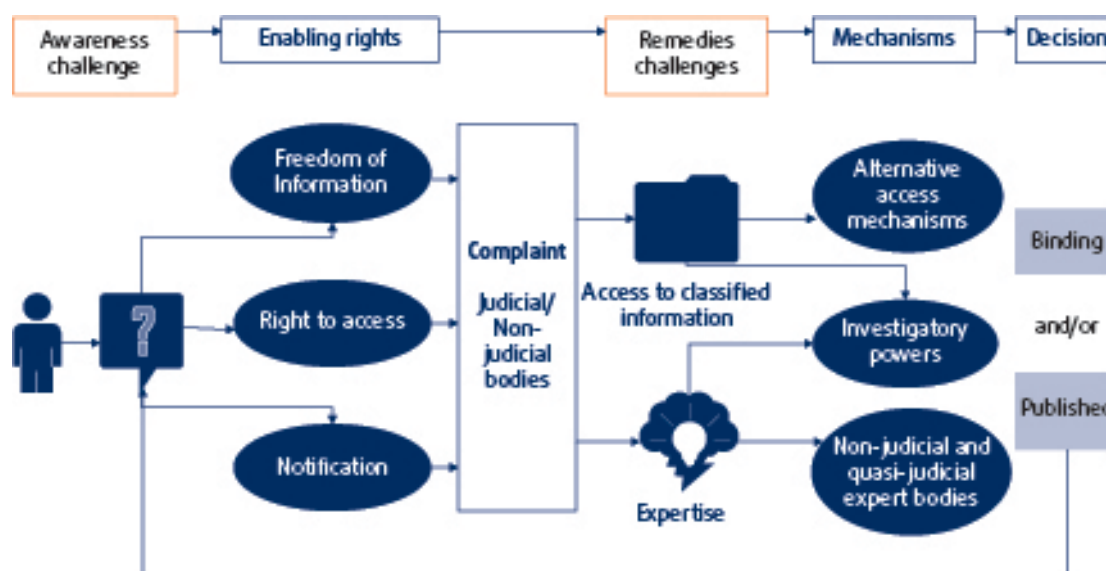 Awareness
challenge
Enabling rights
Remedies
challenges
Mechanisms
Decision
Freedom of
Information
Right to access
Notification
Complaint
Judicial/
Non-
judicial
bodies
Access to classified
information
Expertise
Alternative
access
mechanisms
Investigatory
powers
Non-judicial and
quasi-judicial
expert bodies
Binding
and/or
Published
?